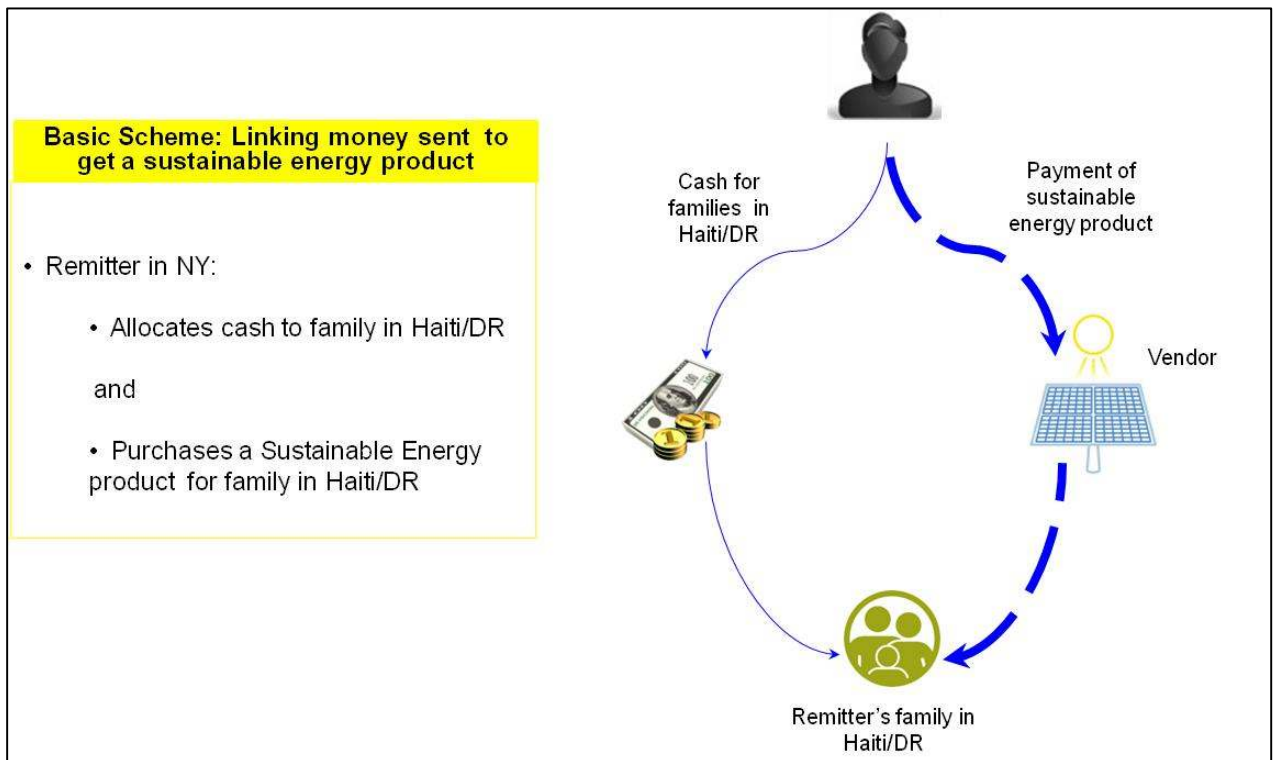 Basic Scheme: Linking money sent to
get a sustainable energy product
• Remitter in NY:
• Allocates cash to family in Haiti/DR
and
• Purchases a Sustainable Energy
product for family in Haiti/DR
Cash for
families in
Haiti/DR
Payment of
sustainable
energy product
Vendor
100
Remitter's family in
Haiti/DR